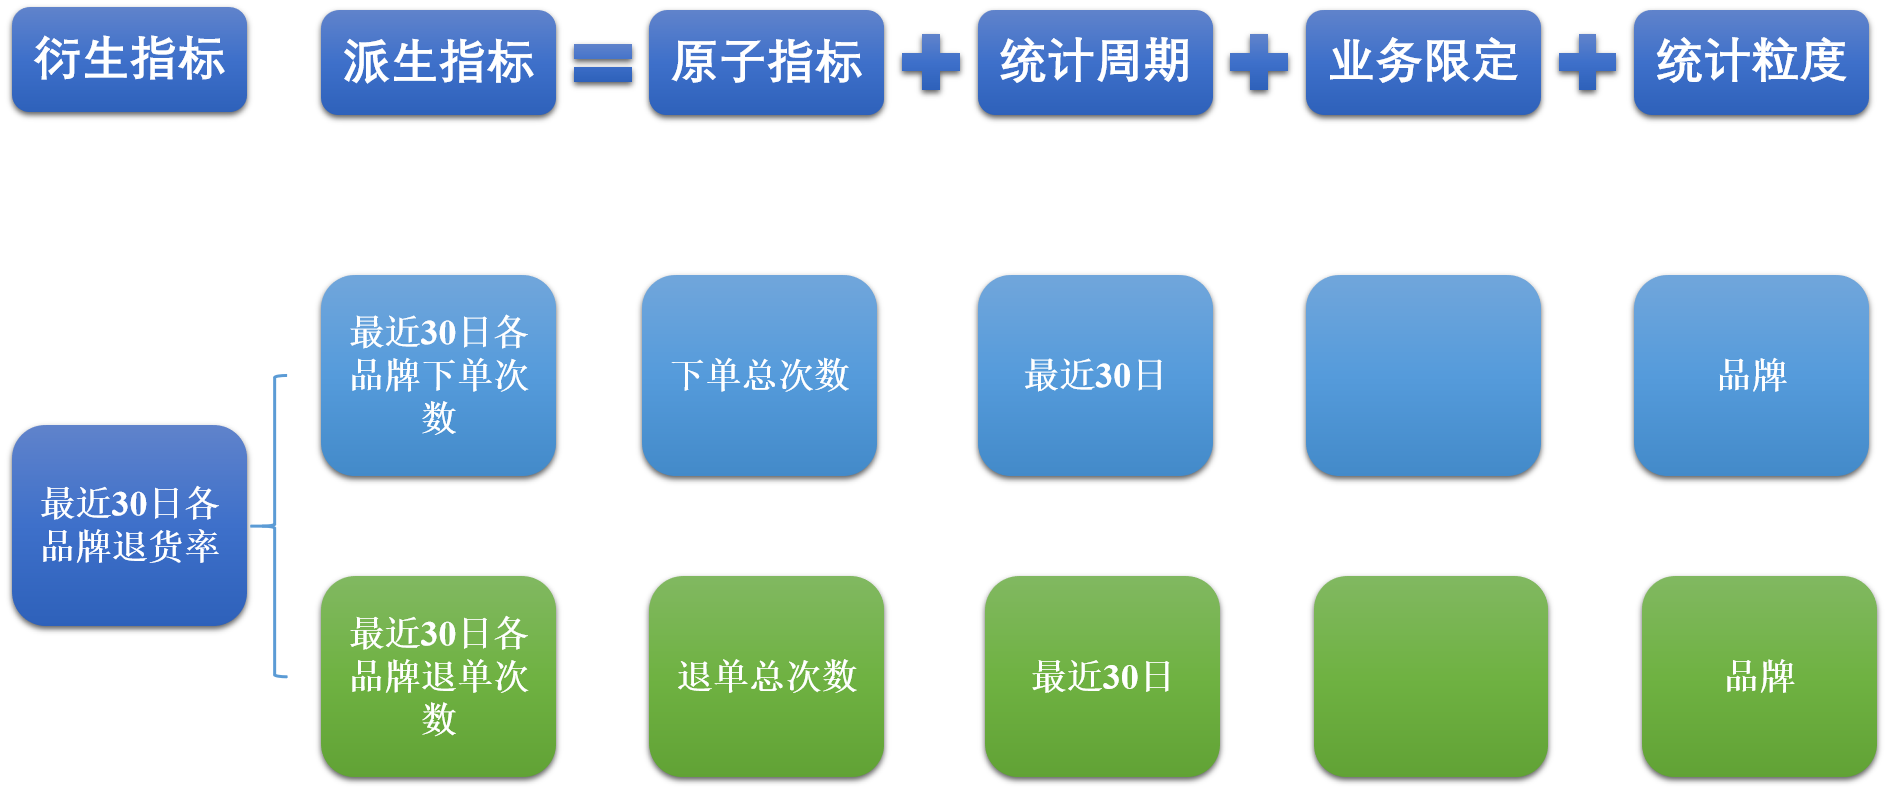 衍生指标
派生指标
原子指标
统计周期
业务限定
统计粒度
最近30日各
品牌下单次
数
下单总次数
最近30日
品牌
最近30日各
品牌退货率
最近30日各
品牌退单次
数
退单总次数
最近30日
品牌